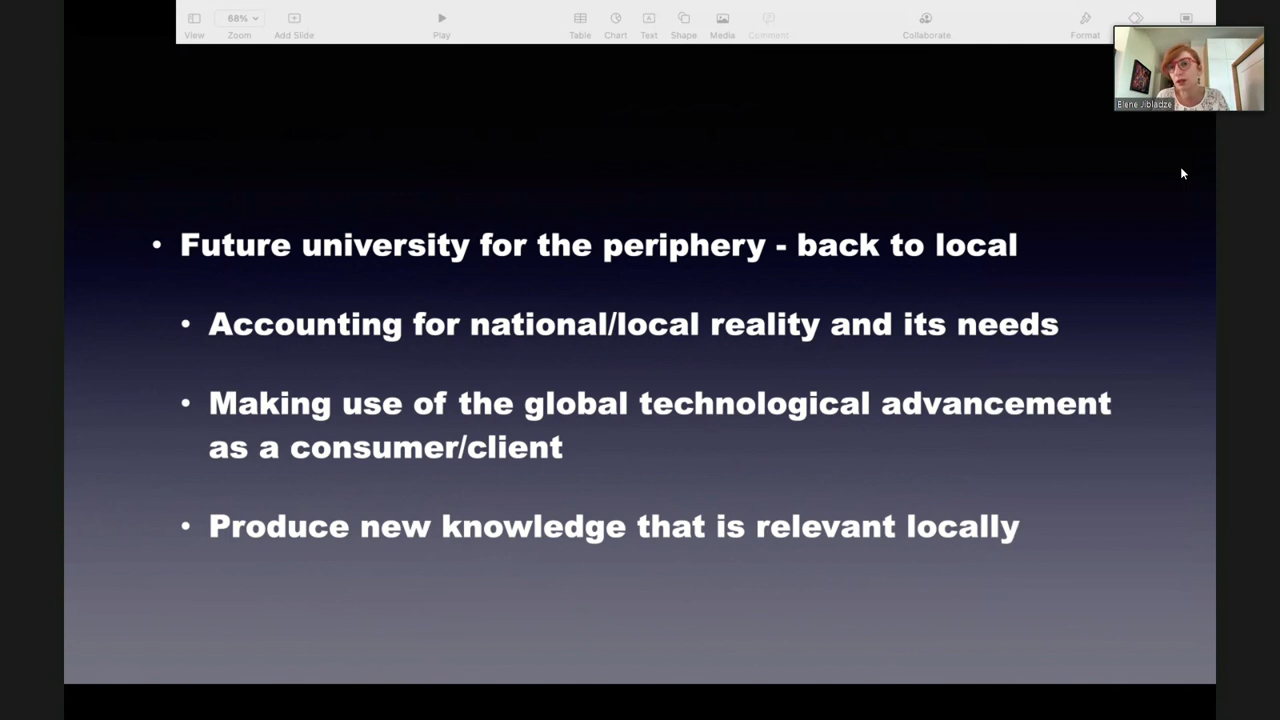 68%
View
Zoom
Add Slide
Play
Table
Chart
Text
Shape
Media
Comment
Collaborate
Format
Elene Jibladze
• Future university for the periphery - back to local
• Accounting for national/local reality and its needs
• Making use of the global technological advancement
as a consumer/client
• Produce new knowledge that is relevant locally